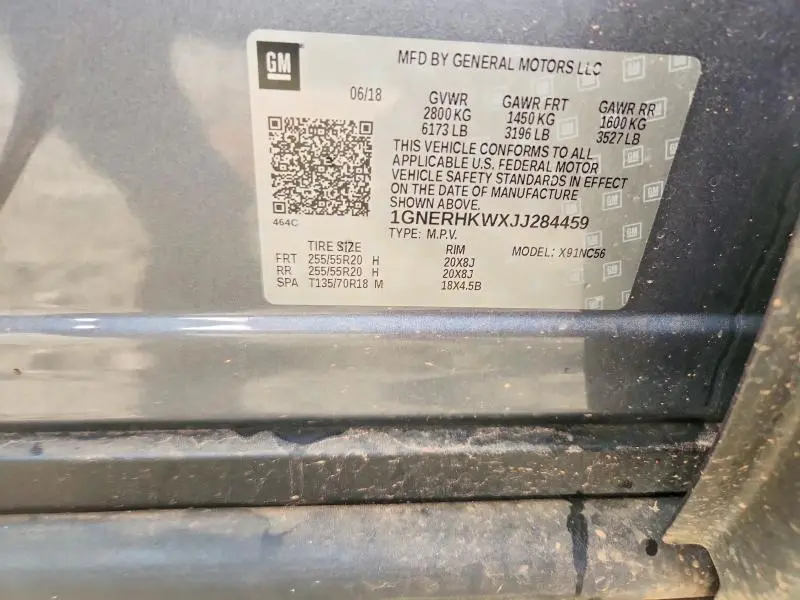 GM
MFD BY GENERAL MOTORS LLC
06/18
GVWR GAWR FRT GAWR RR
2800 KG 1450 KG 1600 KG
6173 LB 3196 LB 3527 LB
THIS VEHICLE CONFORMS TO ALL
APPLICABLE U.S. FEDERAL MOTOR
VEHICLE SAFETY STANDARDS IN EFFECT
ON THE DATE OF MANUFACTURE
SHOWN ABOVE.
464C
1GNERHKWXJJ284459
TYPE: M.P.V. MODEL: X91NC56
TIRE SIZE RIM
FRT 255/55R20 H 20X8J
RR 255/55R20 H 20X8J
SPA T135/70R18 M 18X4.5B